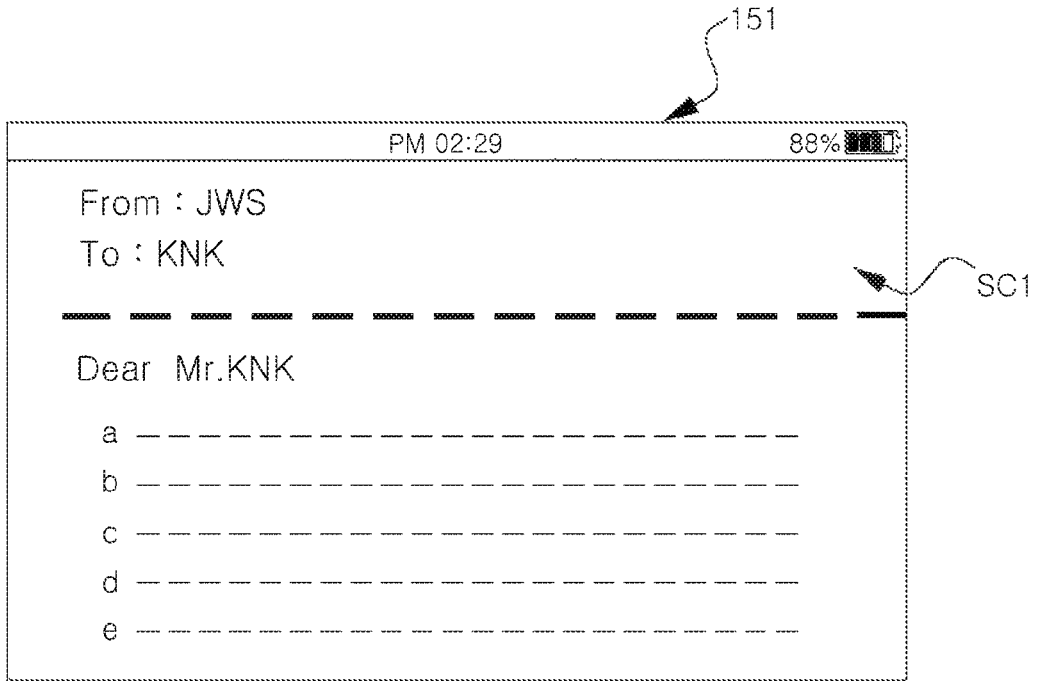 151
PM 02:29 88%
From : JWS
To : KNK
SC1
Dear Mr.KNK
a
b
c
d
e